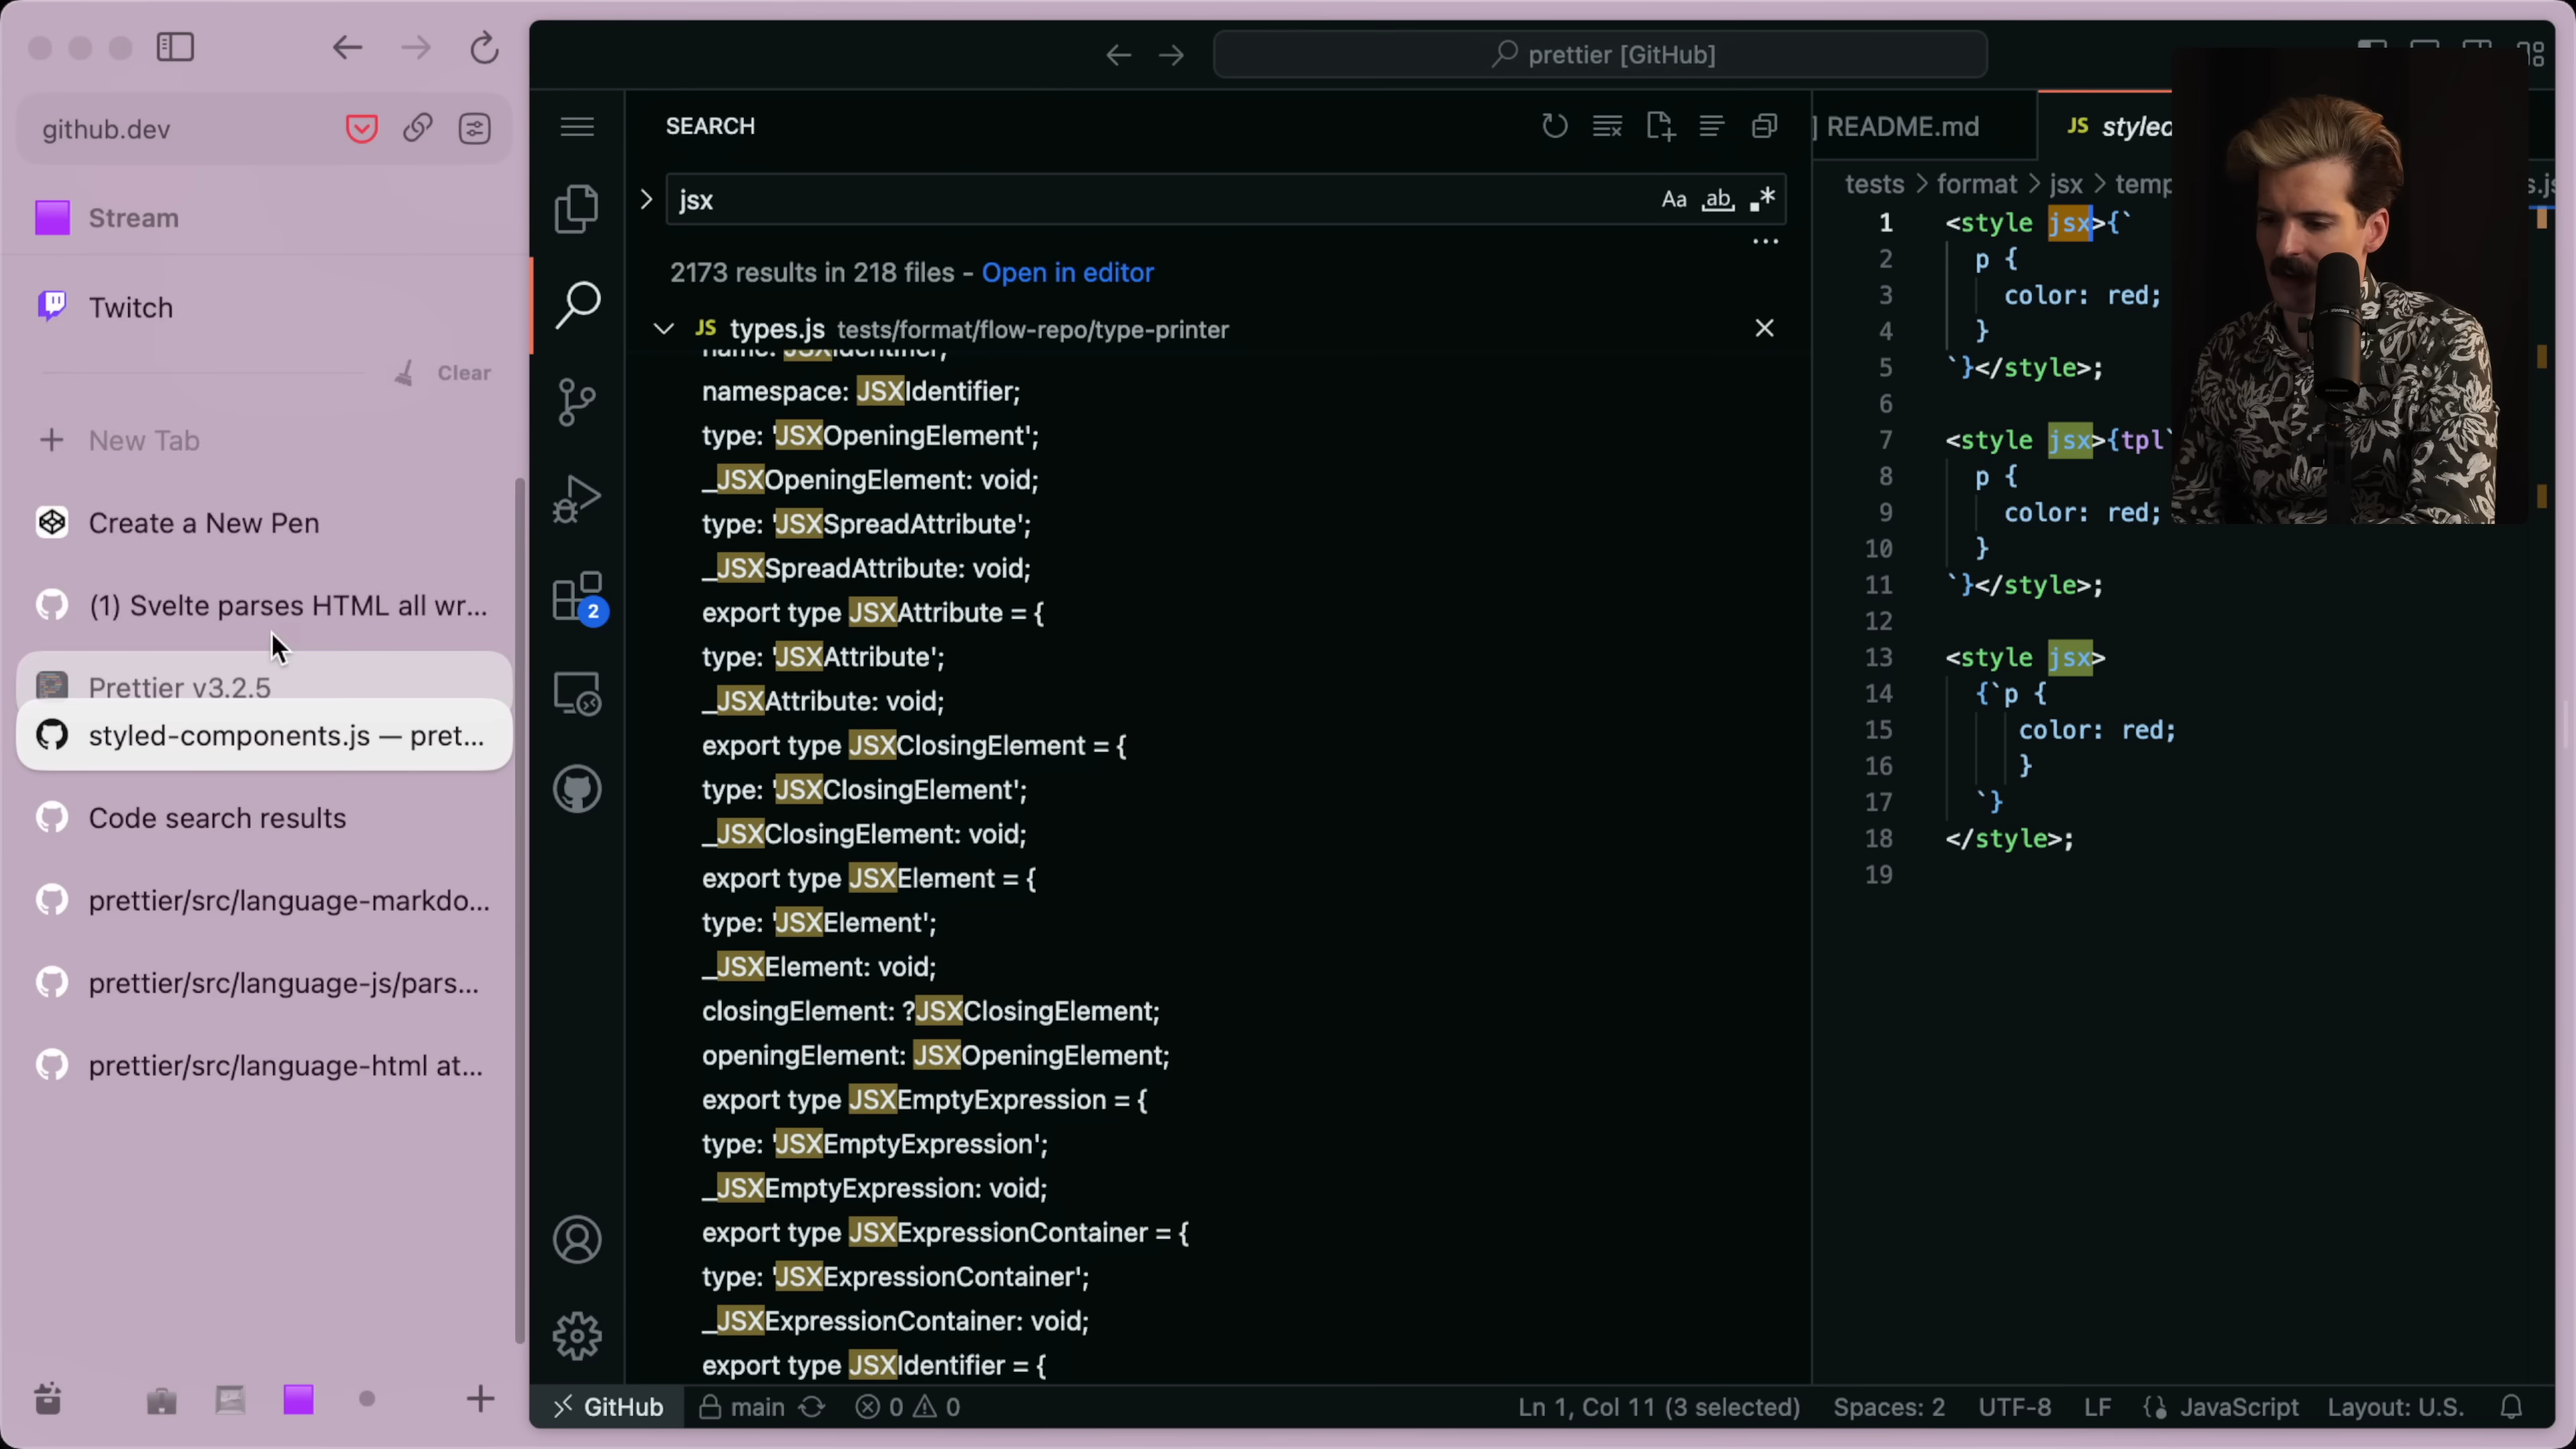 github.dev
Stream
Twitch
Clear
New Tab
Create a New Pen
(1) Svelte parses HTML all wr...
Prettier v3.2.5
styled-components.js — pret...
Code search results
prettier/src/language-markdo...
prettier/src/language-js/pars...
prettier/src/language-html at...
prettier [GitHub]
SEARCH
jsx
Aa ab .*
2173 results in 218 files - Open in editor
JS types.js tests/format/flow-repo/type-printer
name: JSXIdentifier;
namespace: JSXIdentifier;
type: 'JSXOpeningElement';
_JSXOpeningElement: void;
type: 'JSXSpreadAttribute';
_JSXSpreadAttribute: void;
export type JSXAttribute = {
type: 'JSXAttribute';
_JSXAttribute: void;
export type JSXClosingElement = {
type: 'JSXClosingElement';
_JSXClosingElement: void;
export type JSXElement = {
type: 'JSXElement';
_JSXElement: void;
closingElement: ?JSXClosingElement;
openingElement: JSXOpeningElement;
export type JSXEmptyExpression = {
type: 'JSXEmptyExpression';
_JSXEmptyExpression: void;
export type JSXExpressionContainer = {
type: 'JSXExpressionContainer';
_JSXExpressionContainer: void;
export type JSXIdentifier = {
2
README.md
JS
tests > format > jsx >
1 <style jsx>{`
2 p {
3 color: red;
4 }
5 `}</style>;
6
7 <style jsx>{tpl`
8 p {
9 color: red;
10 }
11 `}</style>;
12
13 <style jsx>
14 {`p {
15 color: red;
16 }
17 `}
18 </style>;
19
GitHub
main
0 0
Ln 1, Col 11 (3 selected)
Spaces: 2
UTF-8
LF
JavaScript
Layout: U.S.